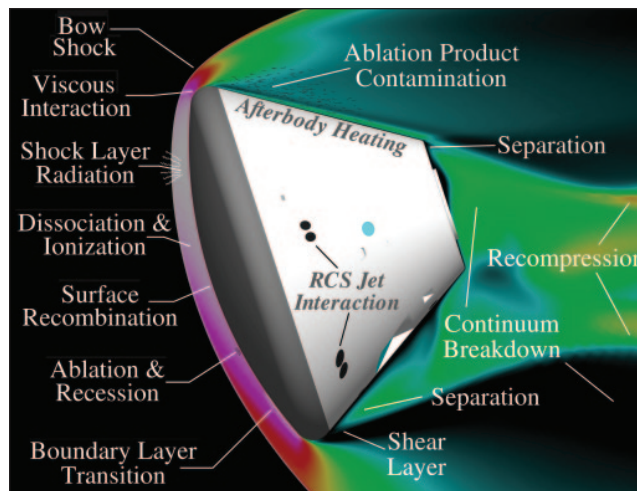 Bow
Shock
Viscous
Interaction
Shock Layer
Radiation
Dissociation &
Ionization
Surface
Recombination
Ablation &
Recession
Boundary Layer
Transition
Ablation Product
Contamination
Afterbody Heating
Separation
RCS Jet
Interaction
Recompression
Continuum
Breakdown
Separation
Shear
Layer